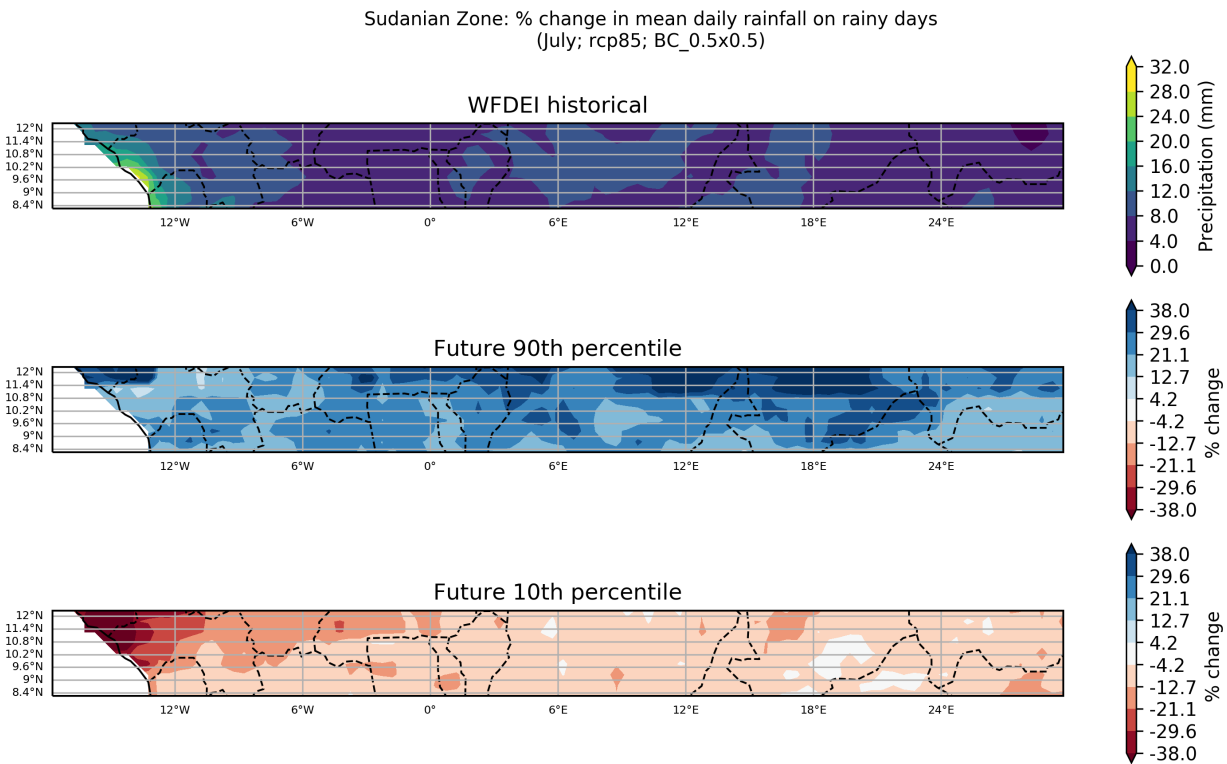 Sudanian Zone: % change in mean daily rainfall on rainy days
(July; rcp85; BC_0.5x0.5)
WFDEI historical
12°N
11.4°N
10.8°N
10.2°N
9.6°N
9°N
8.4°N
12°W 6°W 0° 6°E 12°E 18°E 24°E
32.0
28.0
24.0
20.0
16.0
12.0
8.0
4.0
0.0
Precipitation (mm)
Future 90th percentile
12°N
11.4°N
10.8°N
10.2°N
9.6°N
9°N
8.4°N
12°W 6°W 0° 6°E 12°E 18°E 24°E
38.0
29.6
21.1
12.7
4.2
-4.2
-12.7
-21.1
-29.6
-38.0
% change
Future 10th percentile
12°N
11.4°N
10.8°N
10.2°N
9.6°N
9°N
8.4°N
12°W 6°W 0° 6°E 12°E 18°E 24°E
38.0
29.6
21.1
12.7
4.2
-4.2
-12.7
-21.1
-29.6
-38.0
% change